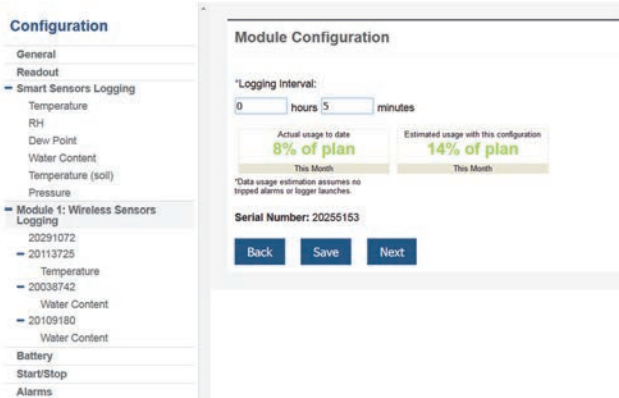 Configuration
General
Readout
Smart Sensors Logging
Temperature
RH
Dew Point
Water Content
Temperature (soil)
Pressure
Module 1: Wireless Sensors
Logging
20291072
20113725
Temperature
20038742
Water Content
20109180
Water Content
Battery
Start/Stop
Alarms
Module Configuration
*Logging Interval:
0 hours 5 minutes
Actual usage to date
8% of plan
This Month
Estimated usage with this configuration
14% of plan
This Month
*Data usage estimation assumes no
tripped alarms or logger launches.
Serial Number: 20255153
Back Save Next